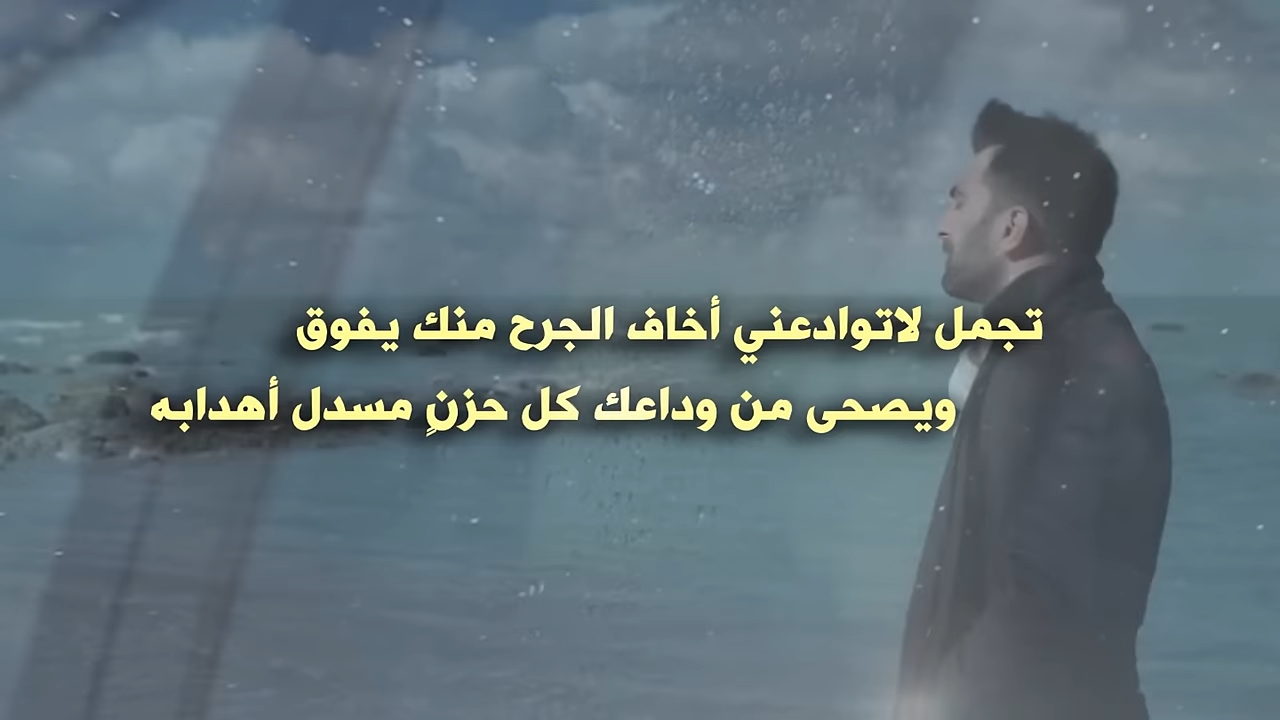 تجمل لاتوادعني أخاف الجرح منك يفوق
ويصحى من وداعك كل حزنٍ مسدل أهدابه